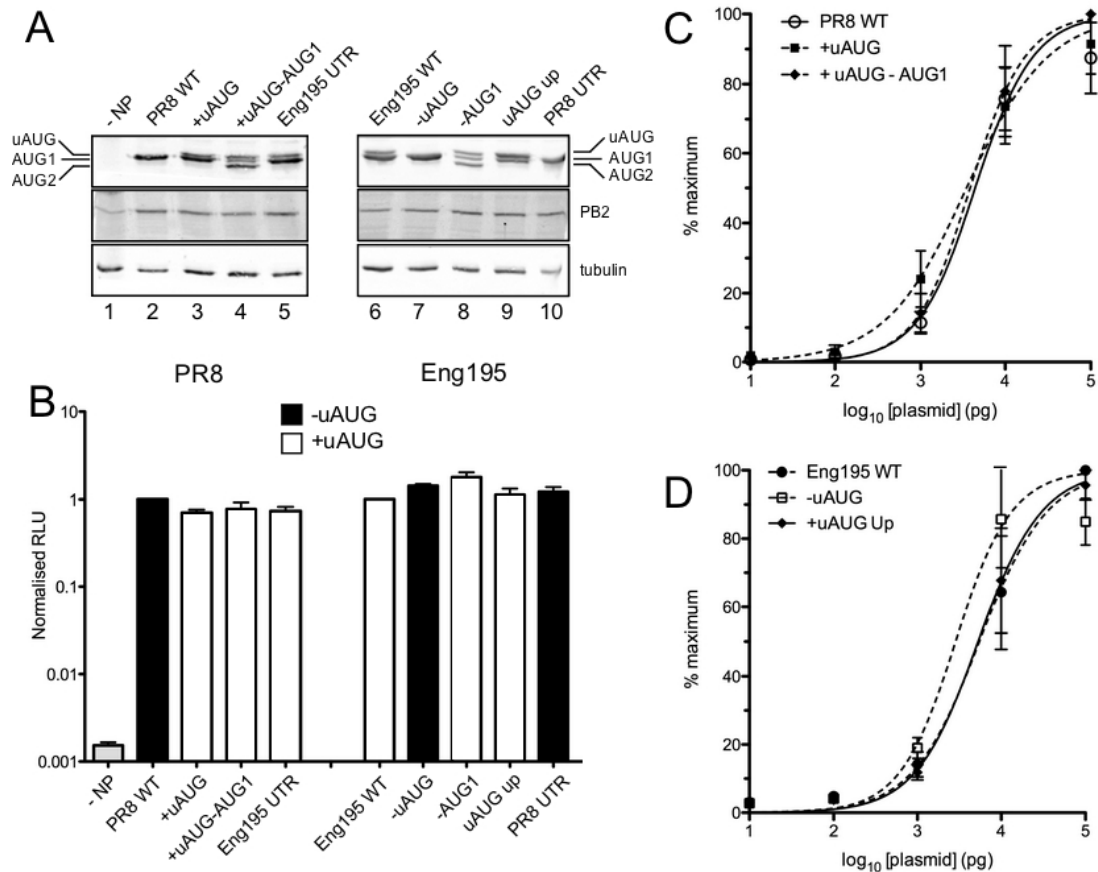 A
- NP
PR8 WT
+uAUG
+uAUG-AUG1
Eng195 UTR
Eng195 WT
-uAUG
-AUG1
uAUG up
PR8 UTR
uAUG
AUG1
AUG2
uAUG
AUG1
AUG2
PB2
tubulin
1 2 3 4 5
6 7 8 9 10
PR8
Eng195
B
-uAUG
+uAUG
10
1
0.1
0.01
0.001
Normalised RLU
- NP
PR8 WT
+uAUG
+uAUG-AUG1
Eng195 UTR
Eng195 WT
-uAUG
-AUG1
uAUG up
PR8 UTR
C
PR8 WT
+uAUG
+ uAUG - AUG1
100
80
60
40
20
0
% maximum
1 2 3 4 5
log10 [plasmid] (pg)
D
Eng195 WT
-uAUG
+uAUG Up
100
80
60
40
20
0
% maximum
1 2 3 4 5
log10 [plasmid] (pg)